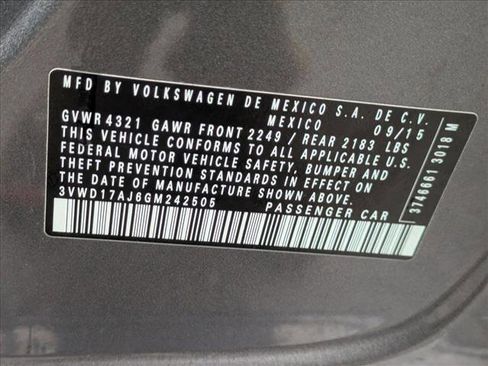 MFD BY VOLKSWAGEN DE MEXICO S.A. DE C.V.
MEXICO 09/15
GVWR 4321 GAWR FRONT 2249 / REAR 2183 LBS
THIS VEHICLE CONFORMS TO ALL APPLICABLE U.S.
FEDERAL MOTOR VEHICLE SAFETY, BUMPER AND
THEFT PREVENTION STANDARDS IN EFFECT ON
THE DATE OF MANUFACTURE SHOWN ABOVE.
3VWD17AJ6GM242505 PASSENGER CAR
3746661 3018 M